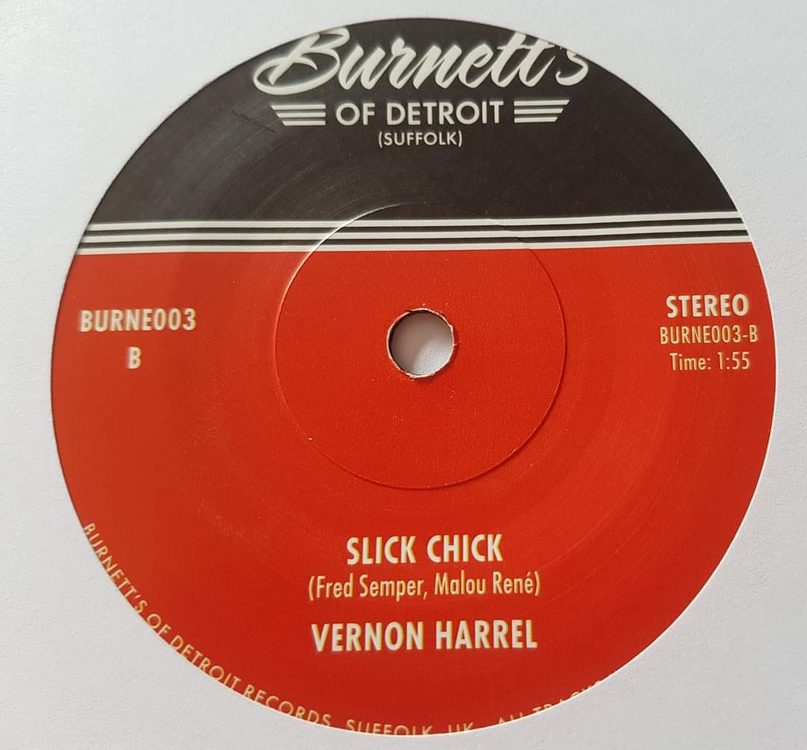 Burnett's
OF DETROIT
(SUFFOLK)
BURNE003
B
STEREO
BURNE003-B
Time: 1:55
SLICK CHICK
(Fred Semper, Malou René)
VERNON HARREL
BURNETT'S OF DETROIT RECORDS, SUFFOLK, UK. ALL